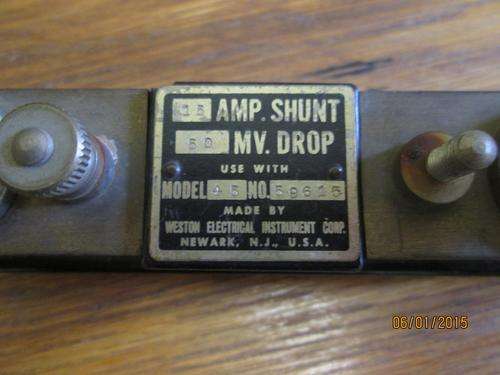 15 AMP. SHUNT
50 MV. DROP
USE WITH
MODEL 45 NO. 59615
MADE BY
WESTON ELECTRICAL INSTRUMENT CORP.
NEWARK, N.J., U.S.A.
06/01/2015